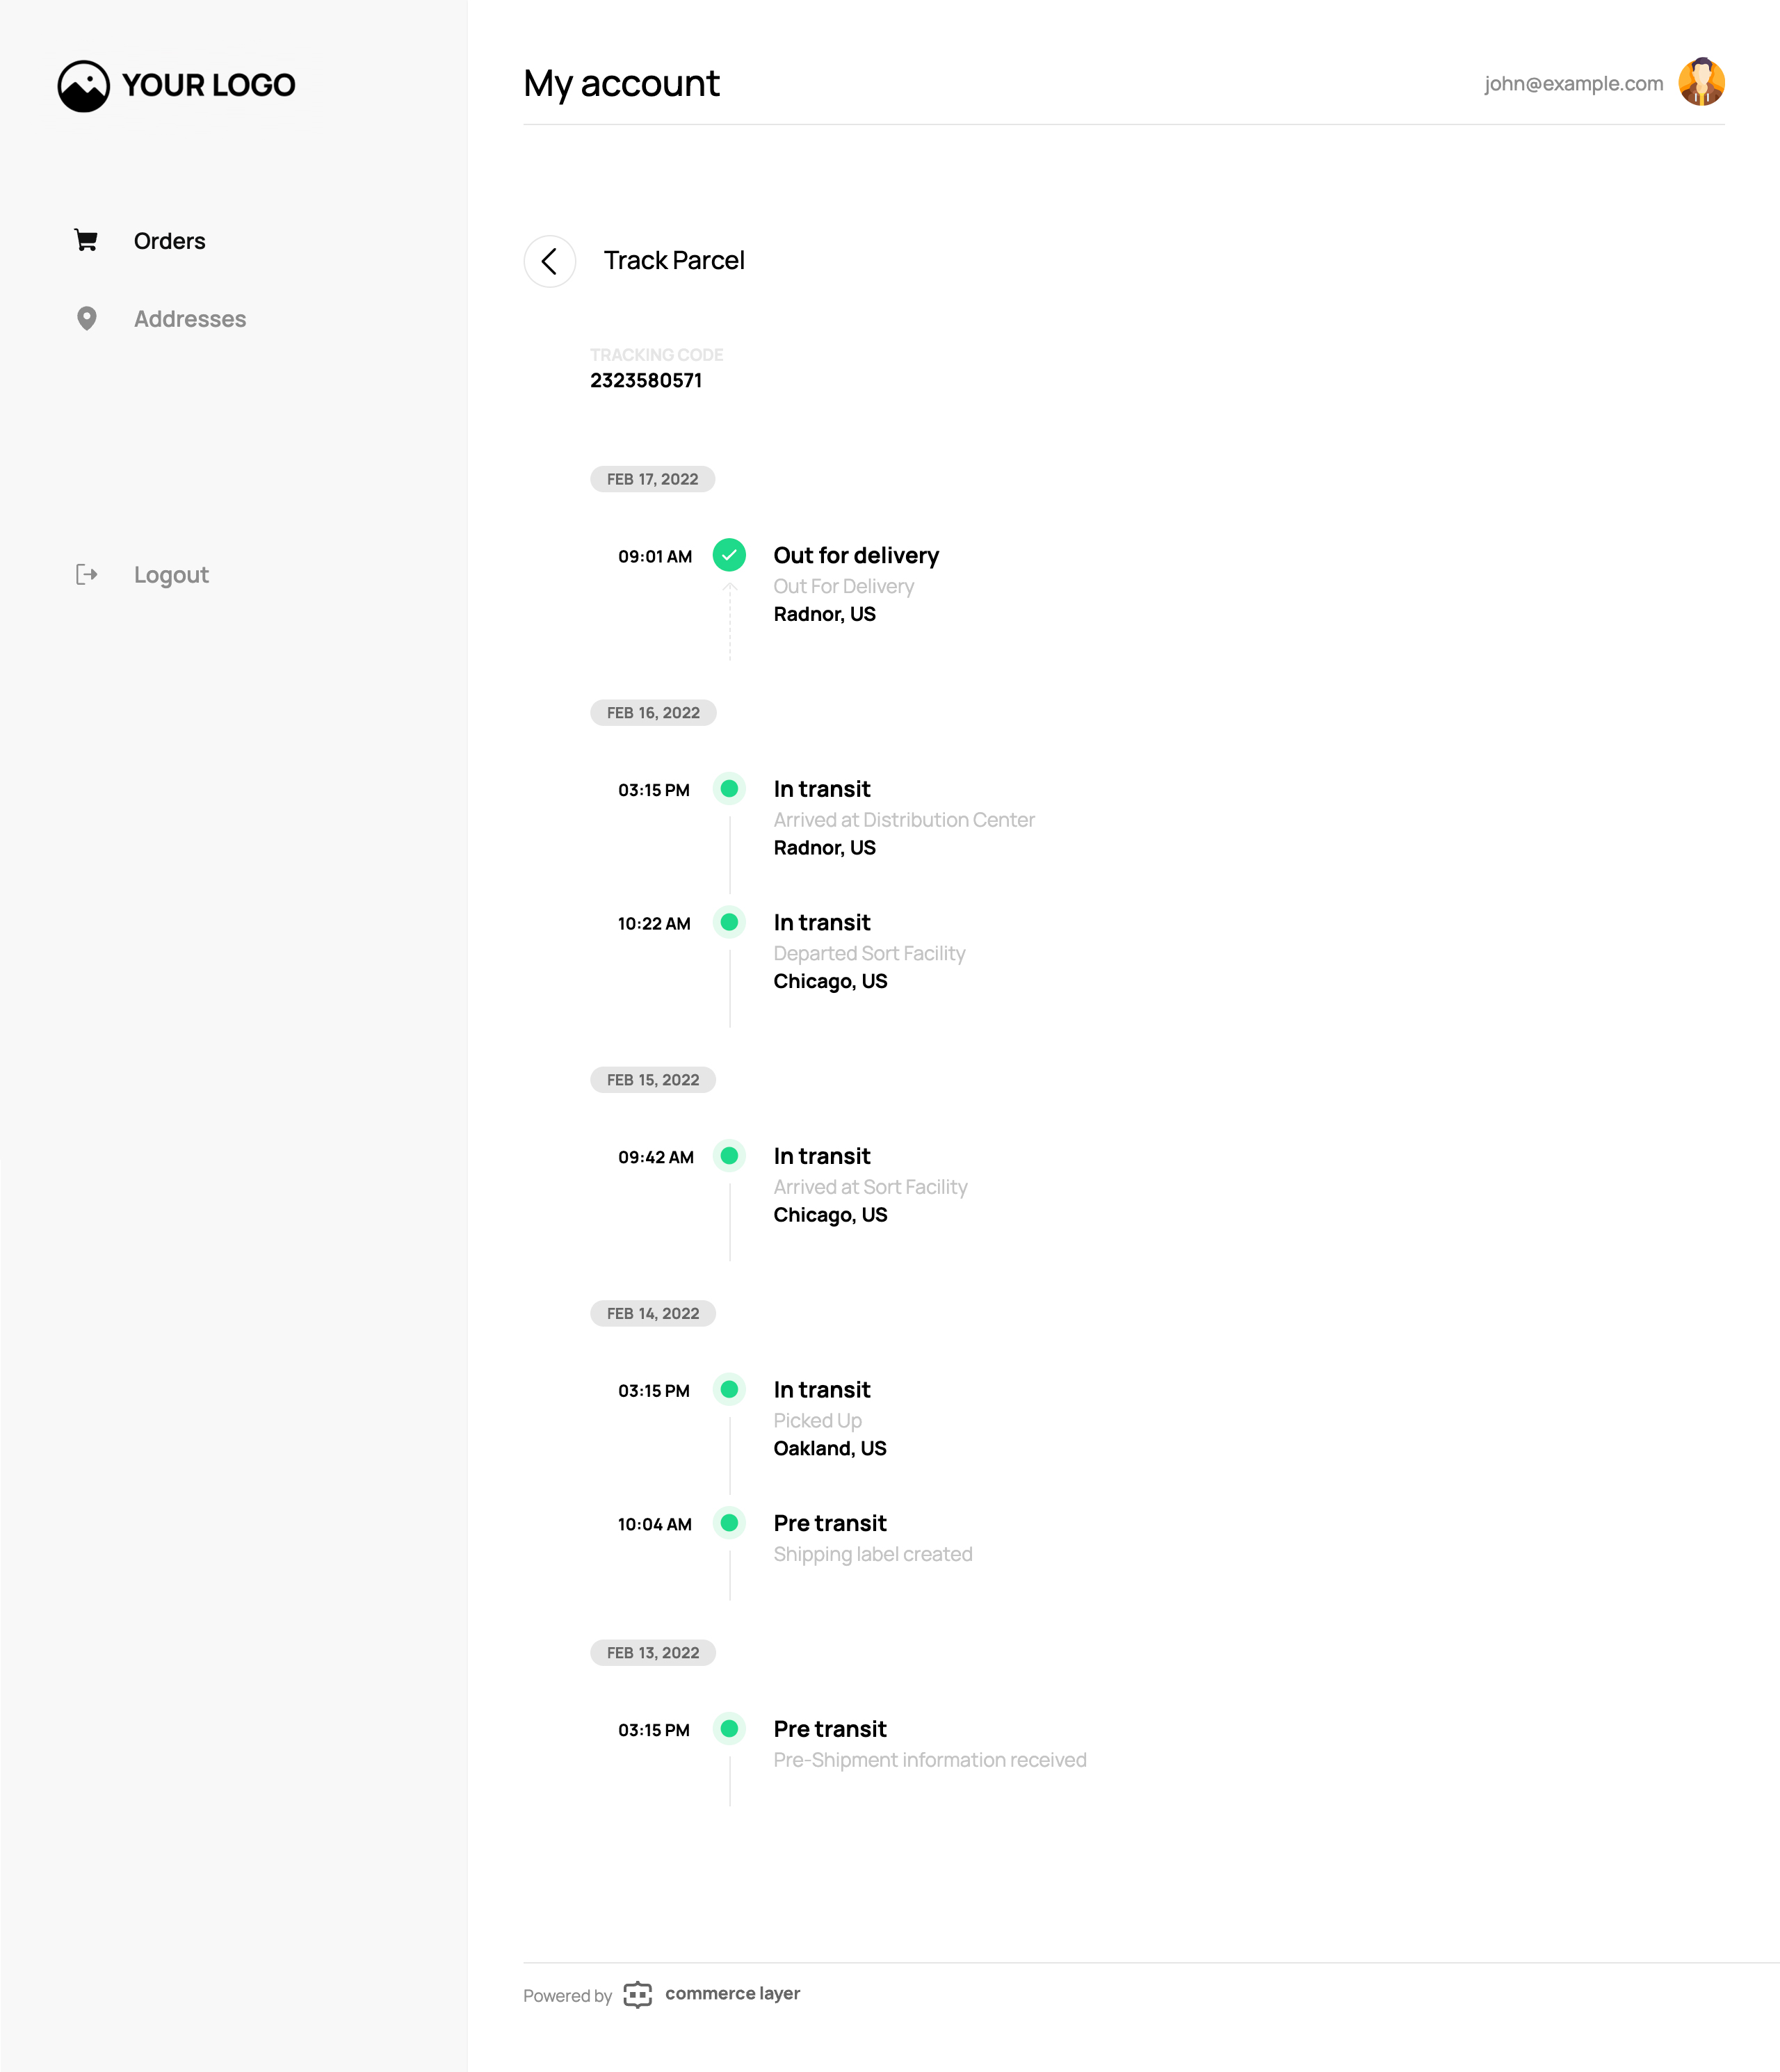 YOUR LOGO
My account
john@example.com
Orders
Addresses
Logout
Track Parcel
TRACKING CODE
2323580571
FEB 17, 2022
09:01 AM
Out for delivery
Out For Delivery
Radnor, US
FEB 16, 2022
03:15 PM
In transit
Arrived at Distribution Center
Radnor, US
10:22 AM
In transit
Departed Sort Facility
Chicago, US
FEB 15, 2022
09:42 AM
In transit
Arrived at Sort Facility
Chicago, US
FEB 14, 2022
03:15 PM
In transit
Picked Up
Oakland, US
10:04 AM
Pre transit
Shipping label created
FEB 13, 2022
03:15 PM
Pre transit
Pre-Shipment information received
Powered by commerce layer